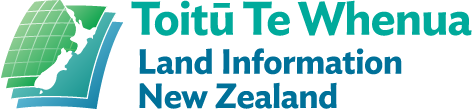 Toitū Te Whenua
Land Information
New Zealand